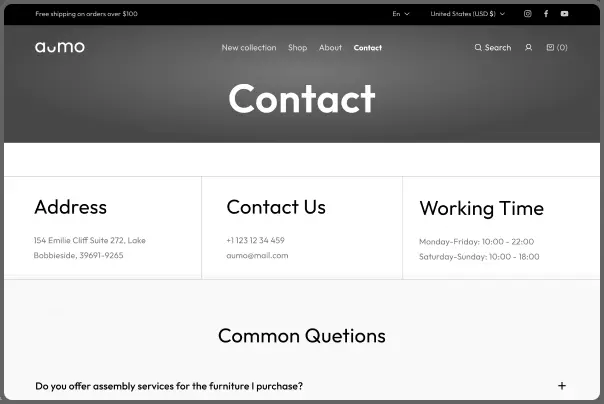 Free shipping on orders over $100
En
United States (USD $)
aumo
New collection
Shop
About
Contact
Search
(0)
Contact
Address
154 Emilie Cliff Suite 272, Lake
Bobbieside, 39691-9265
Contact Us
+1 123 12 34 459
aumo@mail.com
Working Time
Monday-Friday: 10:00 - 22:00
Saturday-Sunday: 10:00 - 18:00
Common Quetions
Do you offer assembly services for the furniture I purchase?